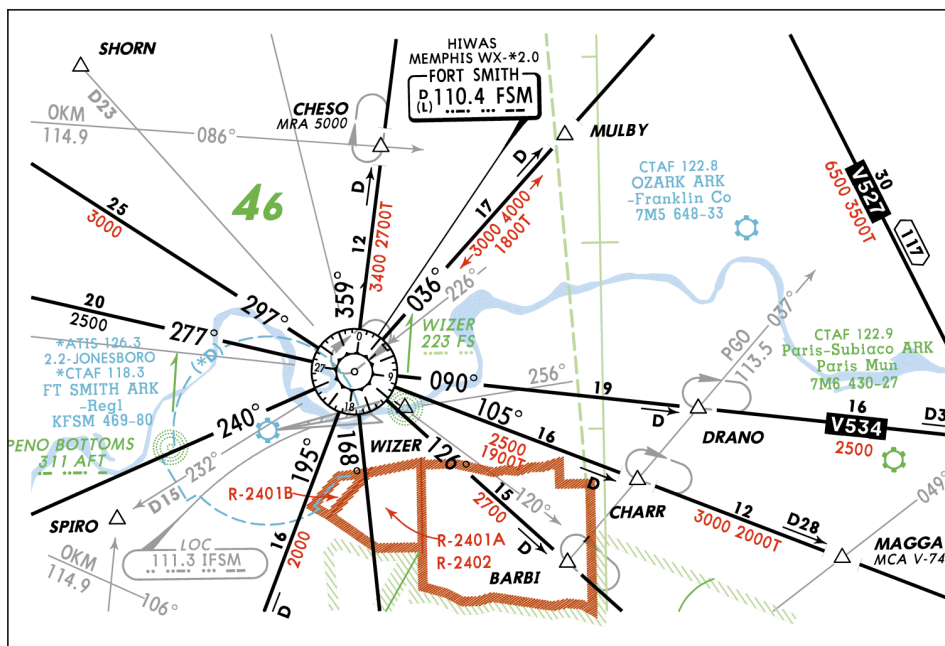 SHORN
D23
OKM
114.9
086°
CHESO
MRA 5000
HIWAS
MEMPHIS WX-*2.0
FORT SMITH
D
(L) 110.4 FSM
MULBY
D
D
CTAF 122.8
OZARK ARK
-Franklin Co
7M5 648-33
30
V527
6500 3500T
117
46
25
3000
12
3400 2700T
17
3000 4000
1800T
359°
036°
226°
297°
20
2500
277°
WIZER
223 FS
PGO
113.5
037°
*ATIS 126.3
2.2-JONESBORO
*CTAF 118.3
FT SMITH ARK
-Regl
KFSM 469-80
(*D)
0
9
18
27
090°
256°
19
D
DRANO
CTAF 122.9
Paris-Subiaco ARK
Paris Mun
7M6 430-27
16
V534
2500
D3
105°
2500
1900T
16
D
240°
PENO BOTTOMS
311 AFT
WIZER
126°
195°
168°
232°
D15
R-2401B
R-2401A
R-2402
15
2700
D
120°
CHARR
12
3000 2000T
D28
049°
MAGGA
MCA V-74
SPIRO
OKM
114.9
106°
LOC
111.3 IFSM
16
2000
D
BARBI